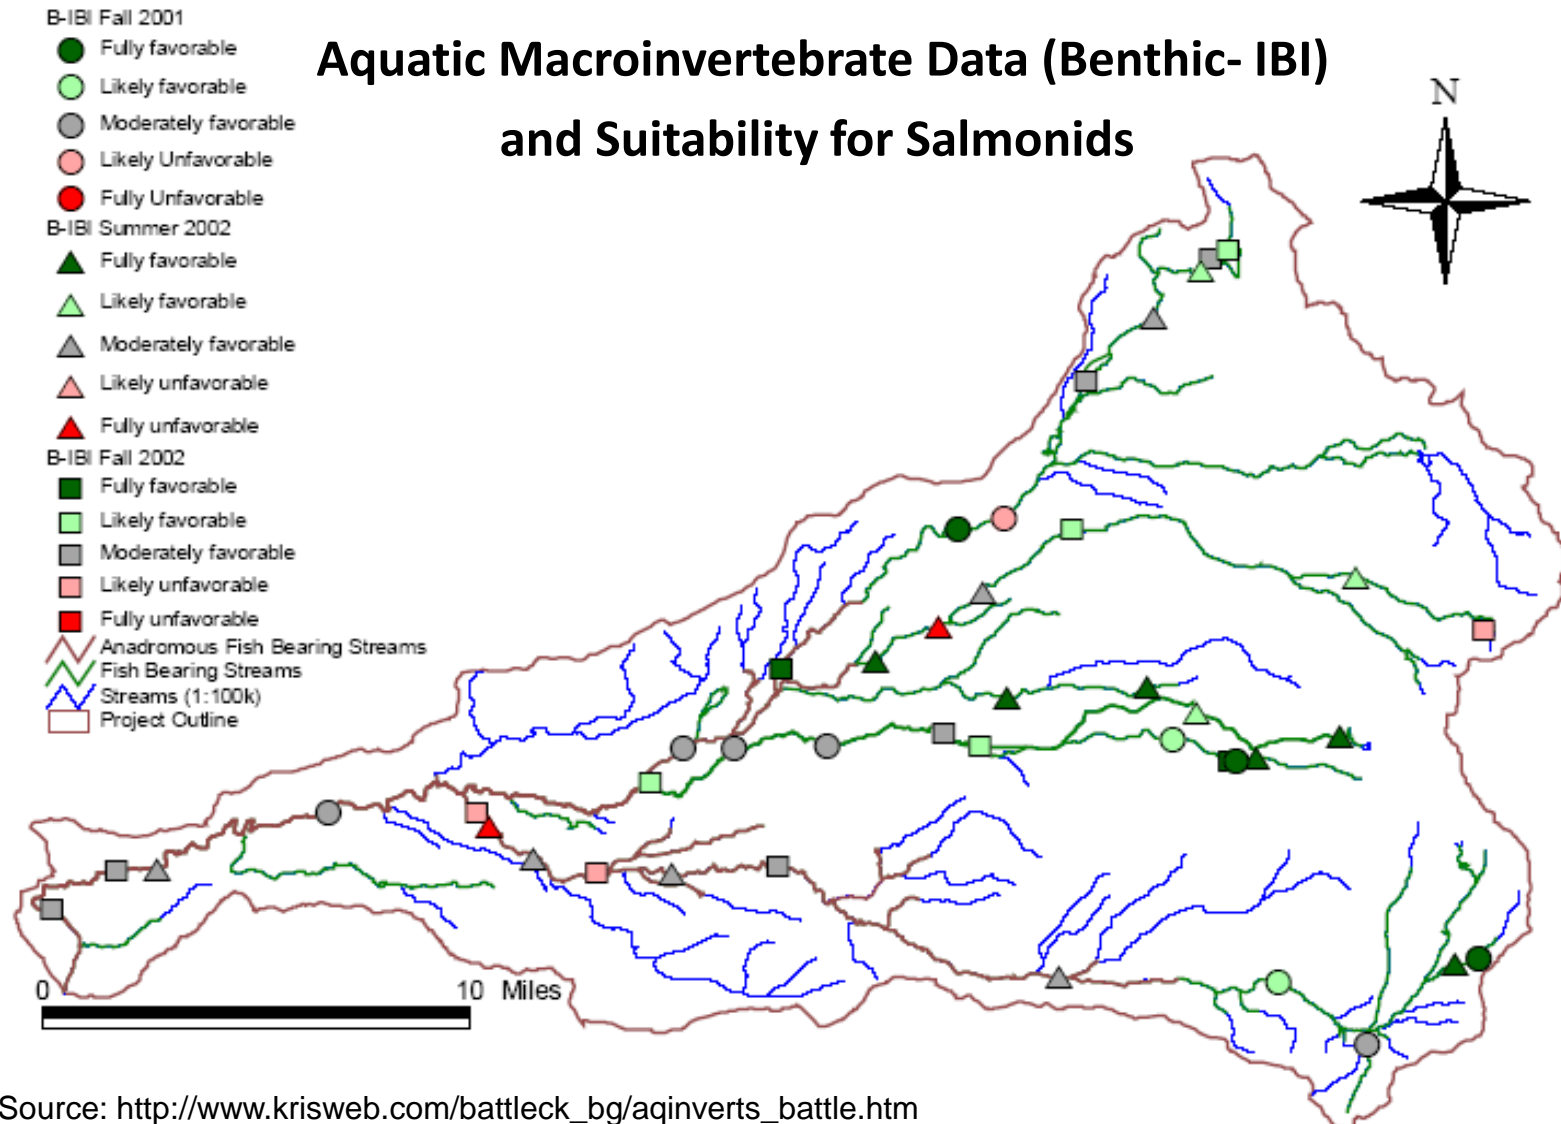 B-IBI Fall 2001
Fully favorable
Likely favorable
Moderately favorable
Likely Unfavorable
Fully Unfavorable
B-IBI Summer 2002
Fully favorable
Likely favorable
Moderately favorable
Likely unfavorable
Fully unfavorable
B-IBI Fall 2002
Fully favorable
Likely favorable
Moderately favorable
Likely unfavorable
Fully unfavorable
Anadromous Fish Bearing Streams
Fish Bearing Streams
Streams (1:100k)
Project Outline
Aquatic Macroinvertebrate Data (Benthic- IBI)
and Suitability for Salmonids
N
0 10 Miles
Source: http://www.krisweb.com/battleck_bg/aqinverts_battle.htm